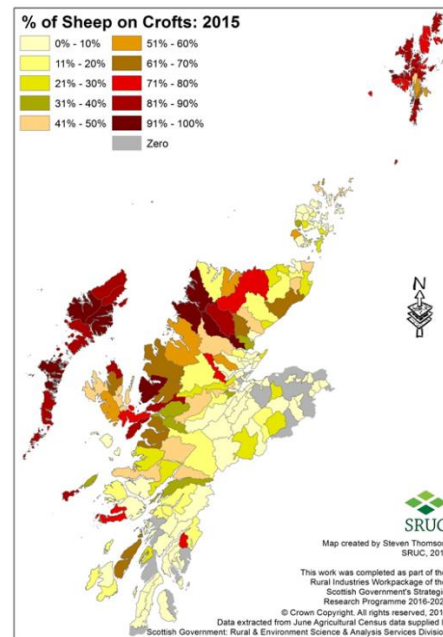 % of Sheep on Crofts: 2015
0% - 10%
51% - 60%
11% - 20%
61% - 70%
21% - 30%
71% - 80%
31% - 40%
81% - 90%
41% - 50%
91% - 100%
Zero
N
SRUC
Map created by Steven Thomson
SRUC, 201
This work was completed as part of the
Rural Industries Workpackage of the
Scottish Government's Strategic
Research Programme 2016-202
© Crown Copyright. All rights reserved, 201
Data extracted from June Agricultural Census data supplied b
Scottish Government: Rural & Environment Science & Analysis Services Divisio